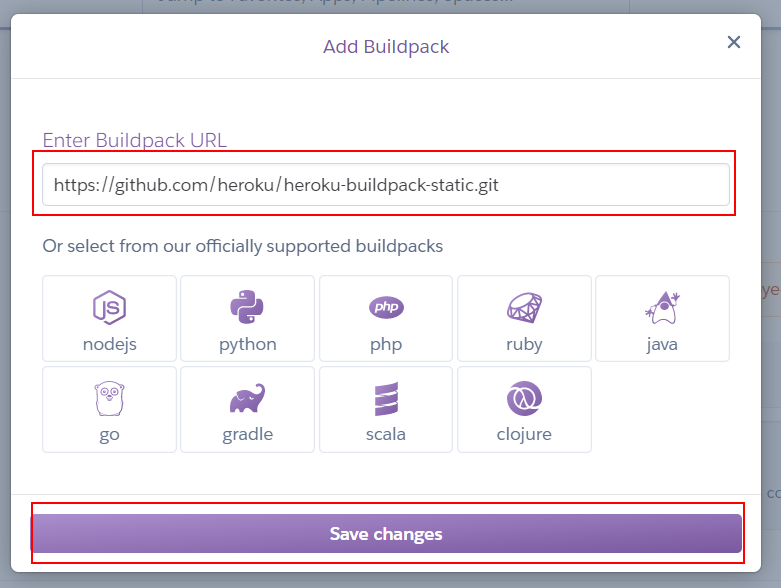 Jump to Favorites, Apps, Pipelines, Spaces...
Add Buildpack
Enter Buildpack URL
https://github.com/heroku/heroku-buildpack-static.git
Or select from our officially supported buildpacks
JS
php
nodejs
python
php
ruby
java
go
gradle
scala
clojure
Save changes